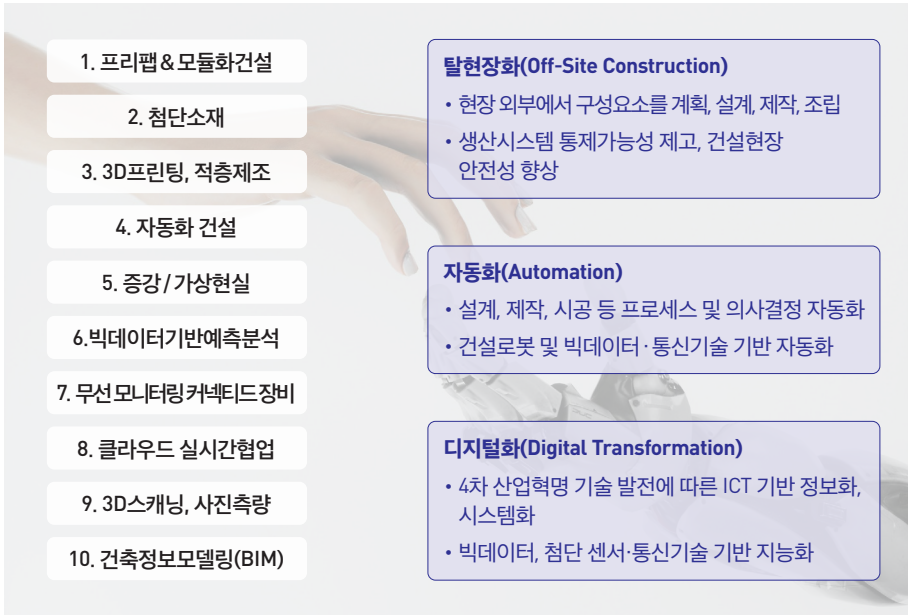 1. 프리팹&모듈화건설
2. 첨단소재
3. 3D프린팅, 적층제조
4. 자동화 건설
5. 증강/가상현실
6.빅데이터기반예측분석
7. 무선모니터링커넥티드장비
8. 클라우드 실시간협업
9. 3D스캐닝, 사진측량
10. 건축정보모델링(BIM)
탈현장화(Off-Site Construction)
• 현장 외부에서 구성요소를 계획, 설계, 제작, 조립
• 생산시스템 통제가능성 제고, 건설현장
안전성 향상
자동화(Automation)
• 설계, 제작, 시공 등 프로세스 및 의사결정 자동화
• 건설로봇 및 빅데이터·통신기술 기반 자동화
디지털화(Digital Transformation)
• 4차 산업혁명 기술 발전에 따른 ICT 기반 정보화,
시스템화
• 빅데이터, 첨단 센서·통신기술 기반 지능화